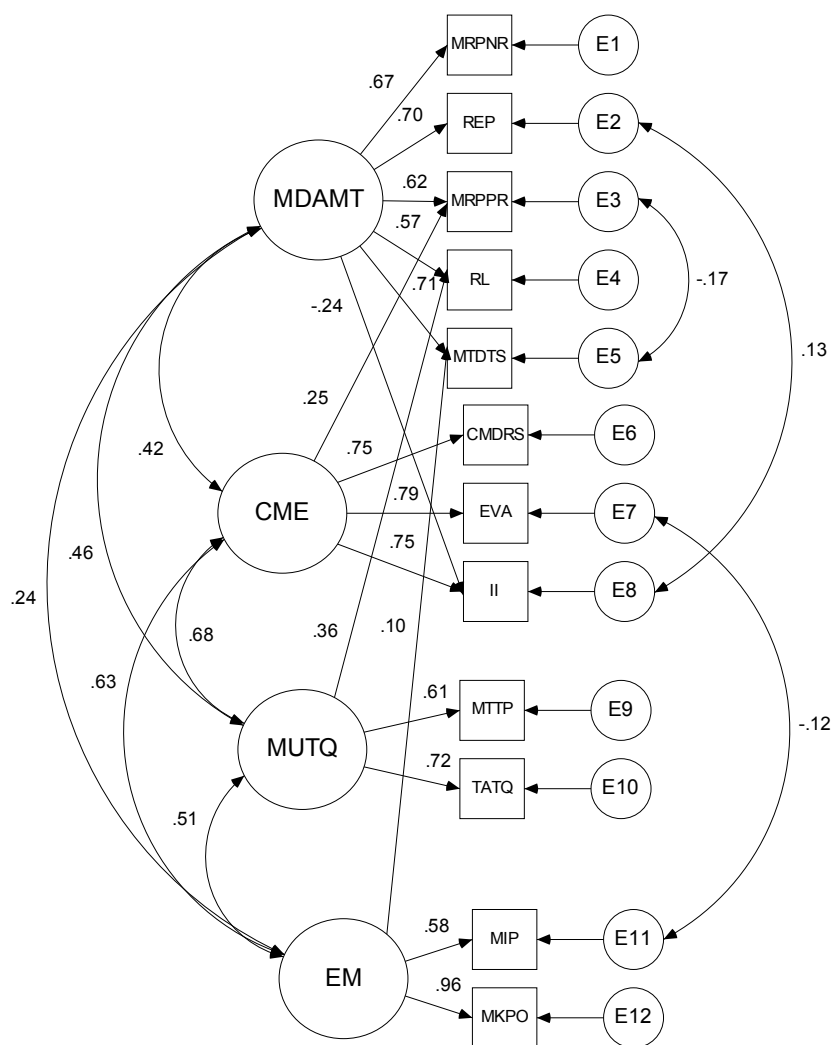 MRPNR
E1
.67
.70
REP
E2
MDAMT
.62
MRPPR
E3
.57
RL
E4
.71
-.17
-.24
MTDTS
E5
.13
.25
CMDRS
E6
.75
.42
CME
.79
EVA
E7
.75
.46
II
E8
.24
.68
.36
.10
.63
MTTP
E9
.61
MUTQ
-.12
.72
TATQ
E10
.51
.58
MIP
E11
EM
.96
MKPO
E12